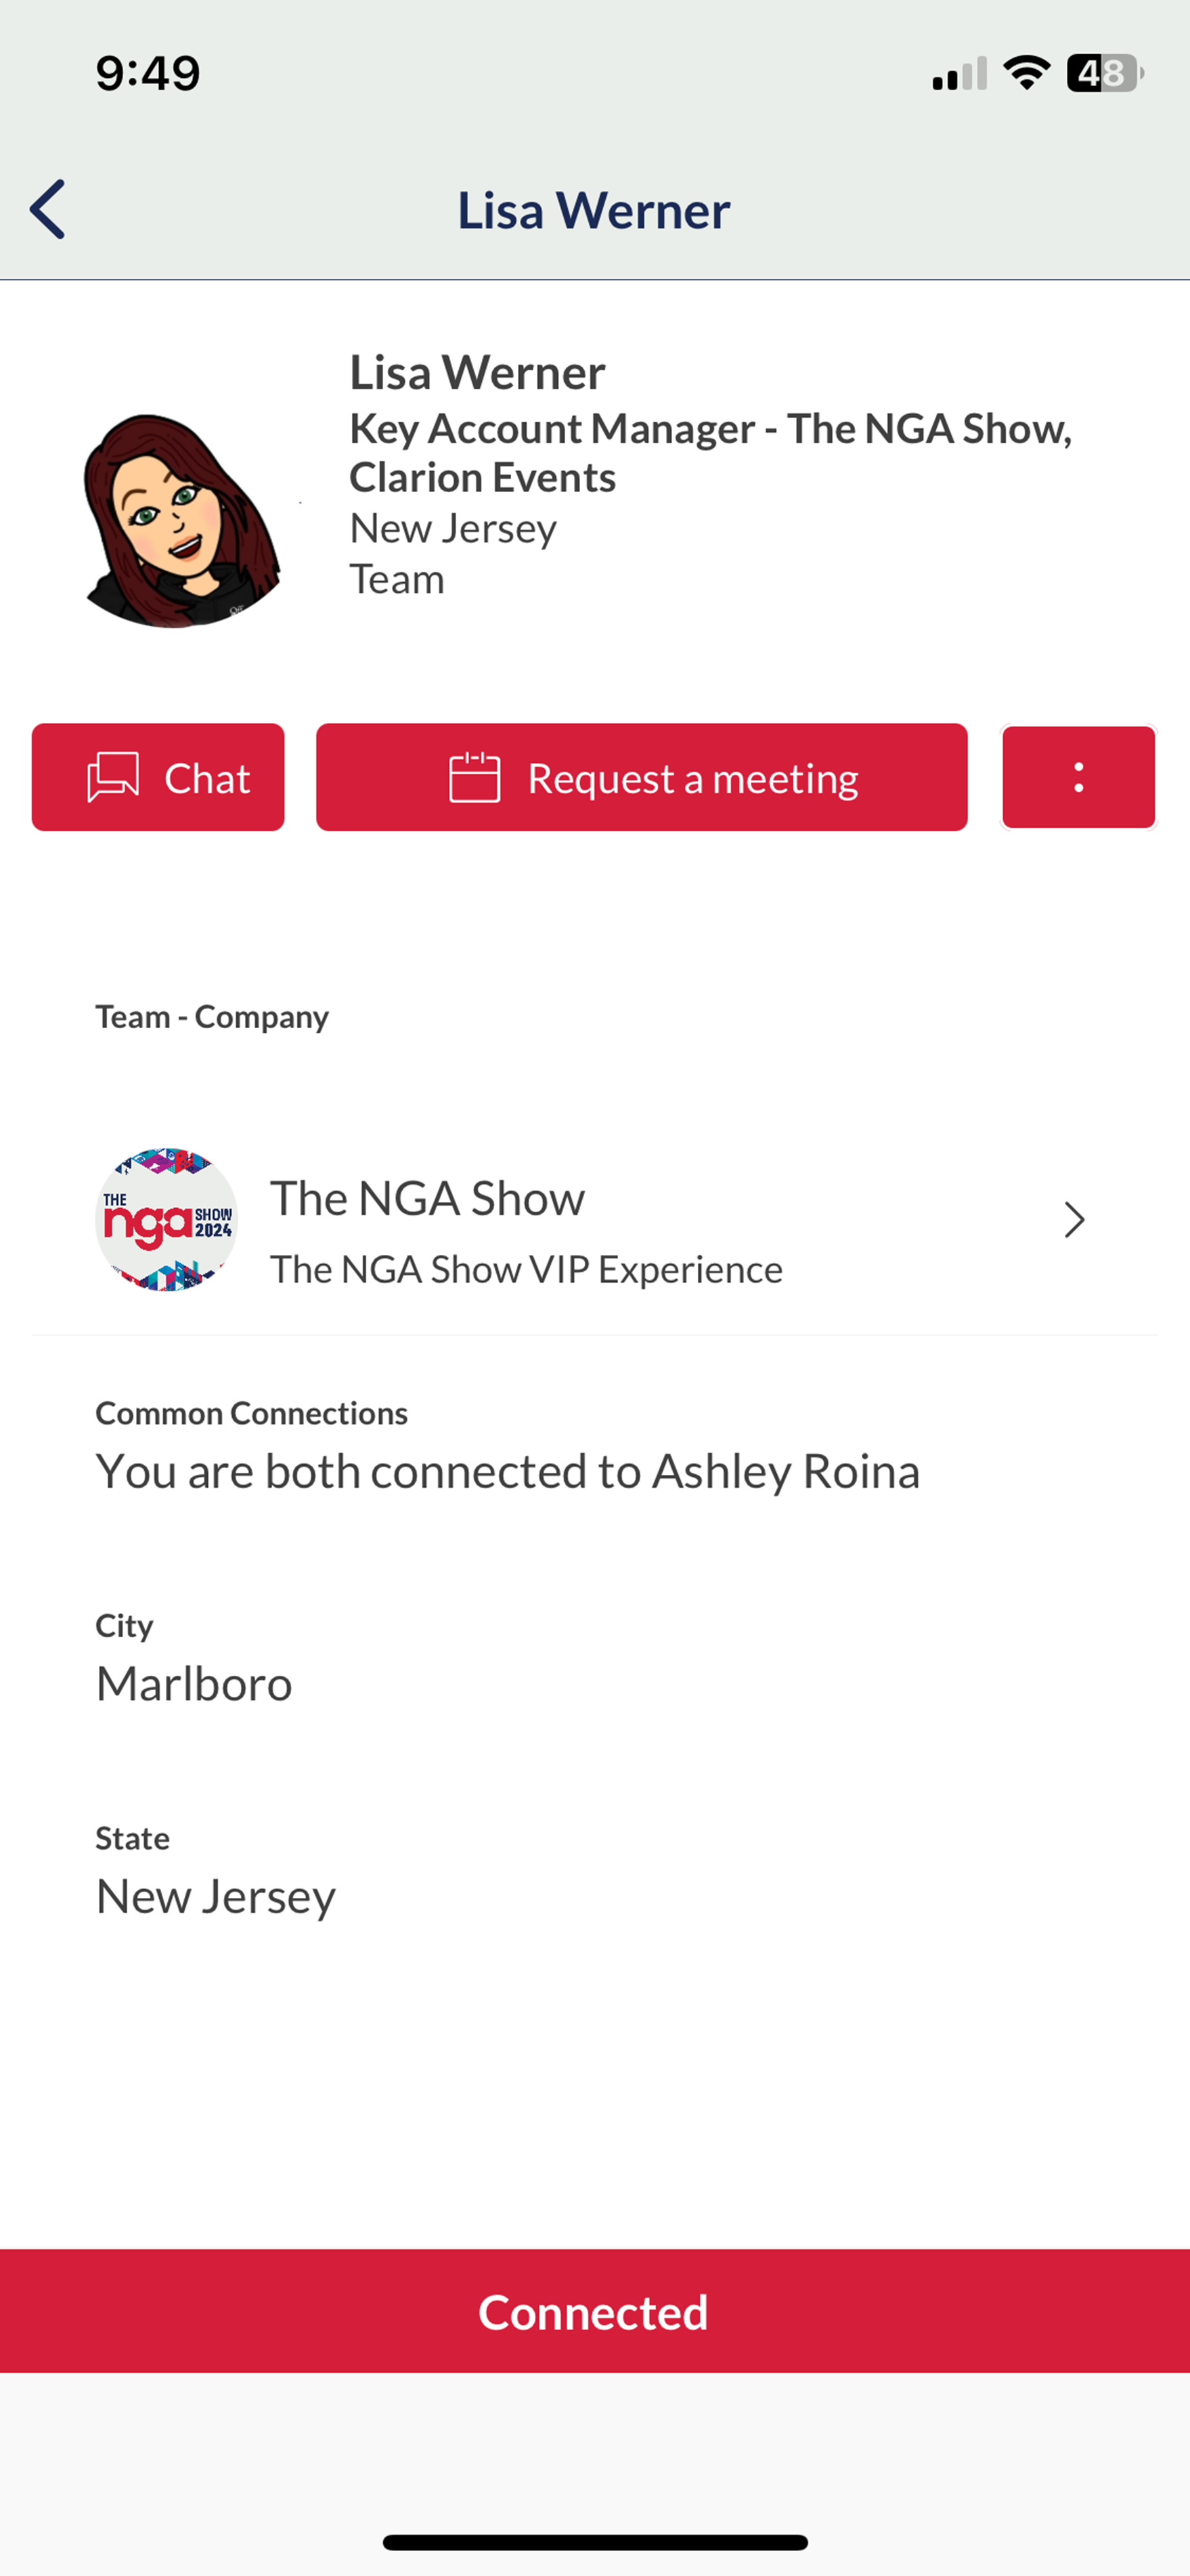 9:49
48
Lisa Werner
Lisa Werner
Key Account Manager - The NGA Show,
Clarion Events
New Jersey
Team
Chat
Request a meeting
Team - Company
THE
nga SHOW
2024
The NGA Show
The NGA Show VIP Experience
Common Connections
You are both connected to Ashley Roina
City
Marlboro
State
New Jersey
Connected